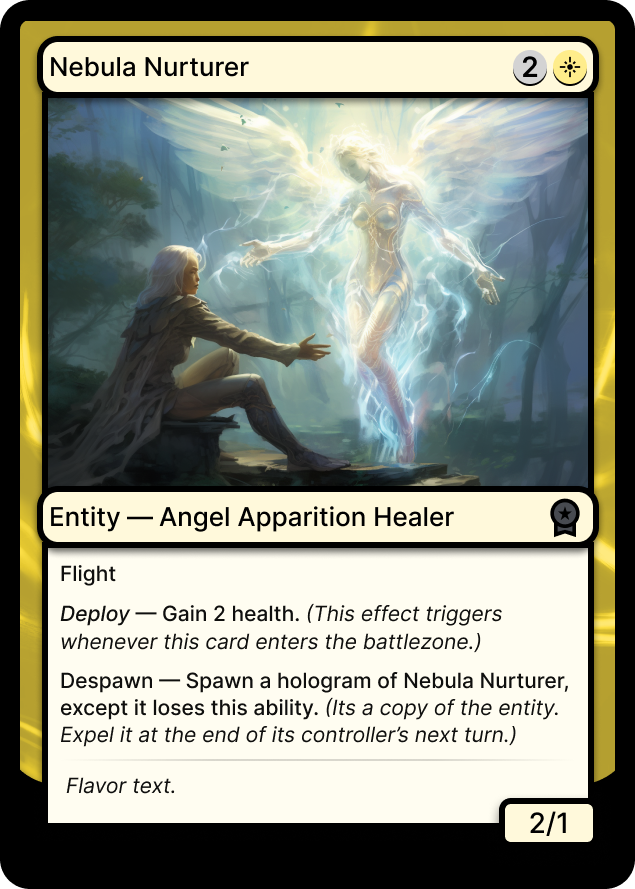 Nebula Nurturer 2
Entity — Angel Apparition Healer
Flight
Deploy — Gain 2 health. (This effect triggers
whenever this card enters the battlezone.)
Despawn — Spawn a hologram of Nebula Nurturer,
except it loses this ability. (Its a copy of the entity.
Expel it at the end of its controller’s next turn.)
Flavor text.
2/1